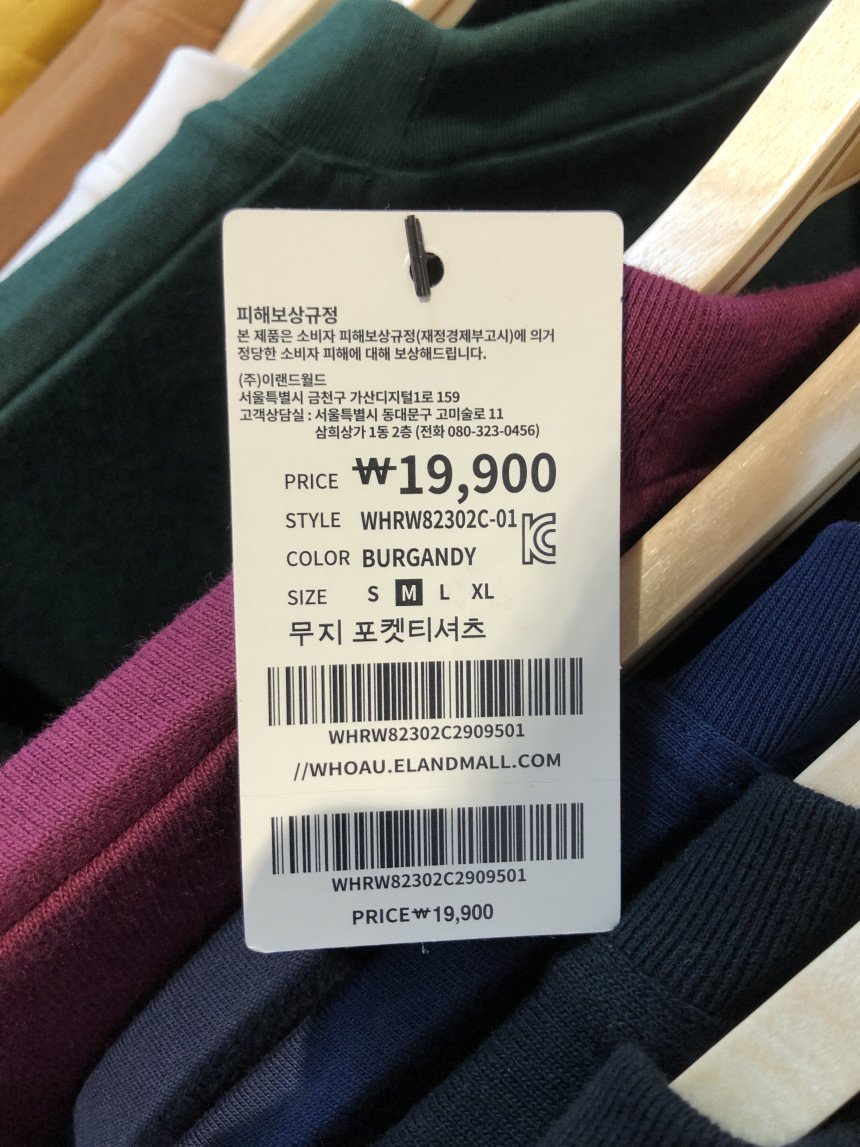 피해보상규정
본 제품은 소비자 피해보상규정(재정경제부고시)에 의거
정당한 소비자 피해에 대해 보상해드립니다.
(주)이랜드월드
서울특별시 금천구 가산디지털1로 159
고객상담실 : 서울특별시 동대문구 고미술로 11
삼희상가 1동 2층 (전화 080-323-0456)
PRICE ₩19,900
STYLE WHRW82302C-01
COLOR BURGANDY
SIZE S M L XL
무지 포켓티셔츠
WHRW82302C2909501
//WHOAU.ELANDMALL.COM
WHRW82302C2909501
PRICE₩19,900